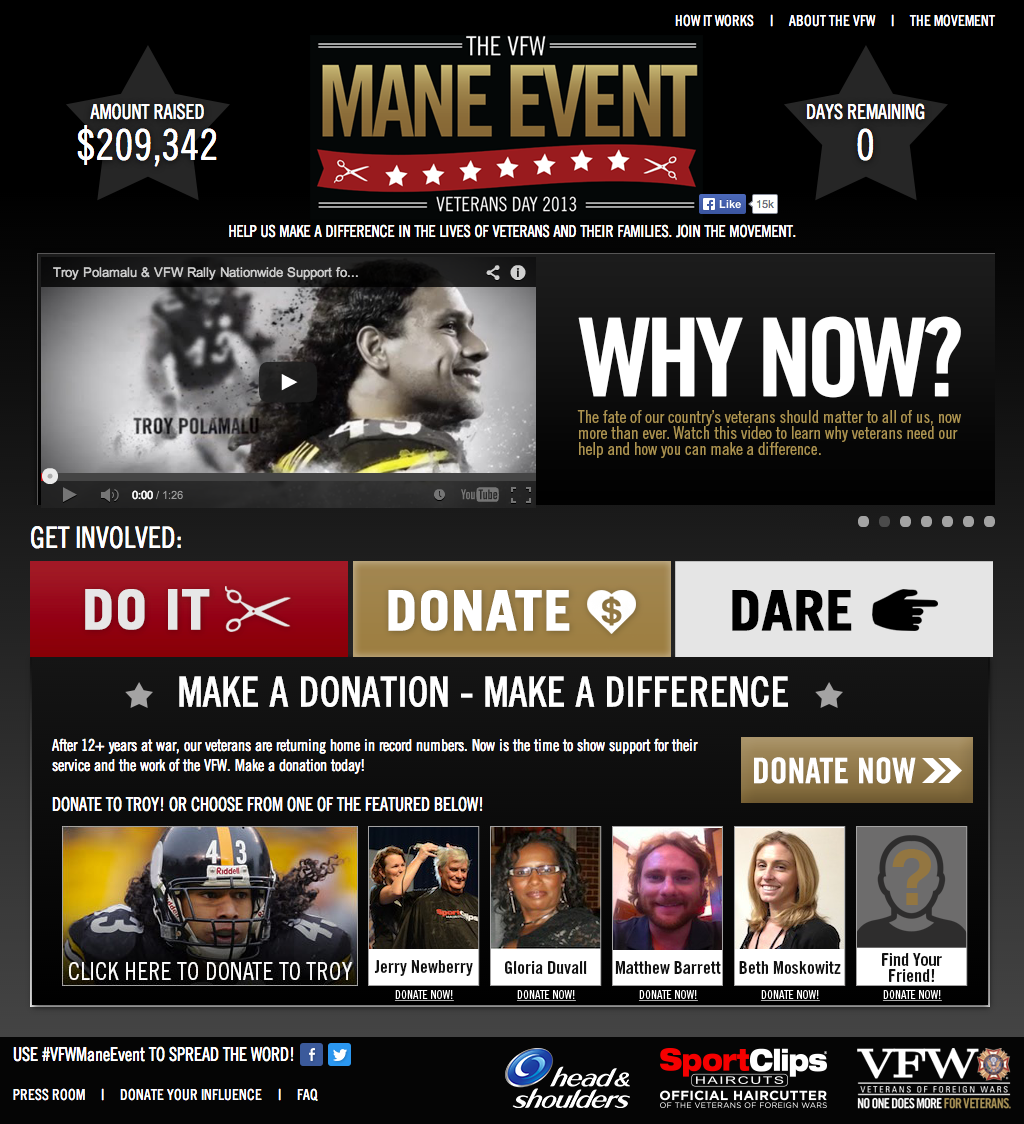 HOW IT WORKS | ABOUT THE VFW | THE MOVEMENT
THE VFW
MANE EVENT
VETERANS DAY 2013
AMOUNT RAISED
$209,342
DAYS REMAINING
0
Like 15k
HELP US MAKE A DIFFERENCE IN THE LIVES OF VETERANS AND THEIR FAMILIES. JOIN THE MOVEMENT.
Troy Polamalu & VFW Rally Nationwide Support fo...
TROY POLAMALU
0:00 / 1:26
YouTube
WHY NOW?
The fate of our country's veterans should matter to all of us, now
more than ever. Watch this video to learn why veterans need our
help and how you can make a difference.
GET INVOLVED:
DO IT
DONATE $
DARE
MAKE A DONATION - MAKE A DIFFERENCE
After 12+ years at war, our veterans are returning home in record numbers. Now is the time to show support for their
service and the work of the VFW. Make a donation today!
DONATE NOW
DONATE TO TROY! OR CHOOSE FROM ONE OF THE FEATURED BELOW!
43
Riddell
43
CLICK HERE TO DONATE TO TROY
SportClips
?
Jerry Newberry
Gloria Duvall
Matthew Barrett
Beth Moskowitz
Find Your
Friend!
DONATE NOW!
DONATE NOW!
DONATE NOW!
DONATE NOW!
DONATE NOW!
USE #VFWManeEvent TO SPREAD THE WORD!
PRESS ROOM | DONATE YOUR INFLUENCE | FAQ
head &
shoulders
SportClips
HAIRCUTS
OFFICIAL HAIRCUTTER
OF THE VETERANS OF FOREIGN WARS
VFW
VETERANS OF FOREIGN WARS
NO ONE DOES MORE FOR VETERANS.